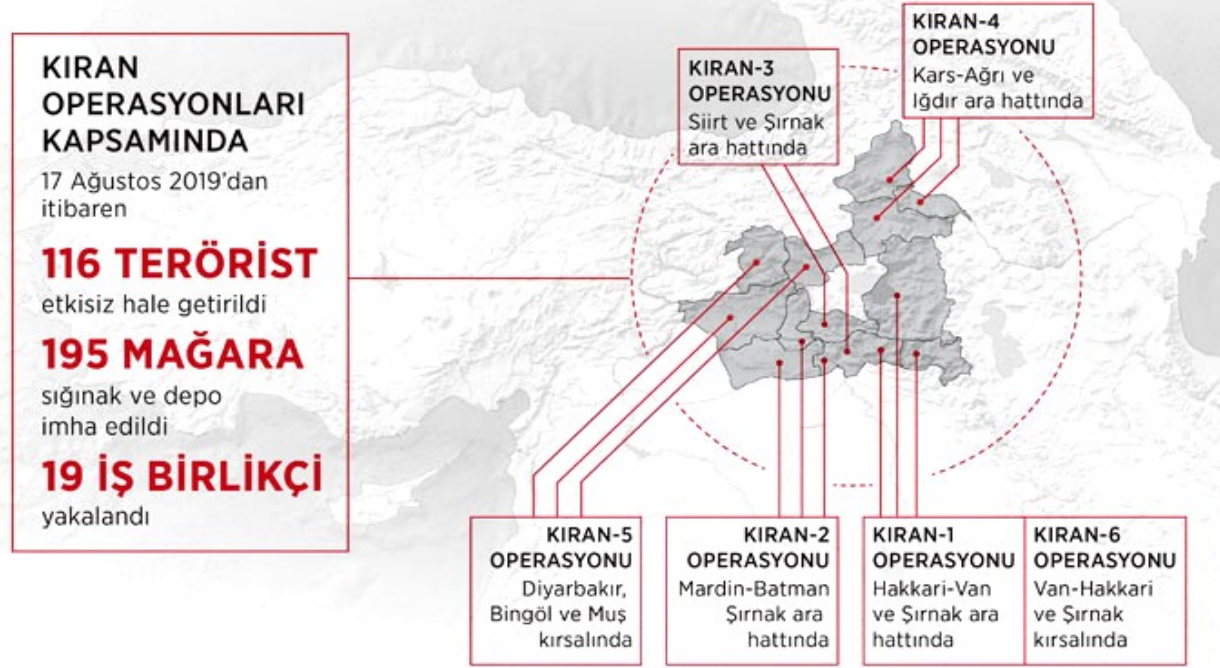 KIRAN
OPERASYONLARI
KAPSAMINDA
17 Ağustos 2019'dan
itibaren
116 TERÖRİST
etkisiz hale getirildi
195 MAĞARA
sığınak ve depo
imha edildi
19 İŞ BİRLİKÇİ
yakalandı
KIRAN-3
OPERASYONU
Siirt ve Şırnak
ara hattında
KIRAN-4
OPERASYONU
Kars-Ağrı ve
Iğdır ara hattında
KIRAN-5
OPERASYONU
Diyarbakır,
Bingöl ve Muş
kırsalında
KIRAN-2
OPERASYONU
Mardin-Batman
Şırnak ara
hattında
KIRAN-1
OPERASYONU
Hakkari-Van
ve Şırnak ara
hattında
KIRAN-6
OPERASYONU
Van-Hakkari
ve Şırnak
kırsalında